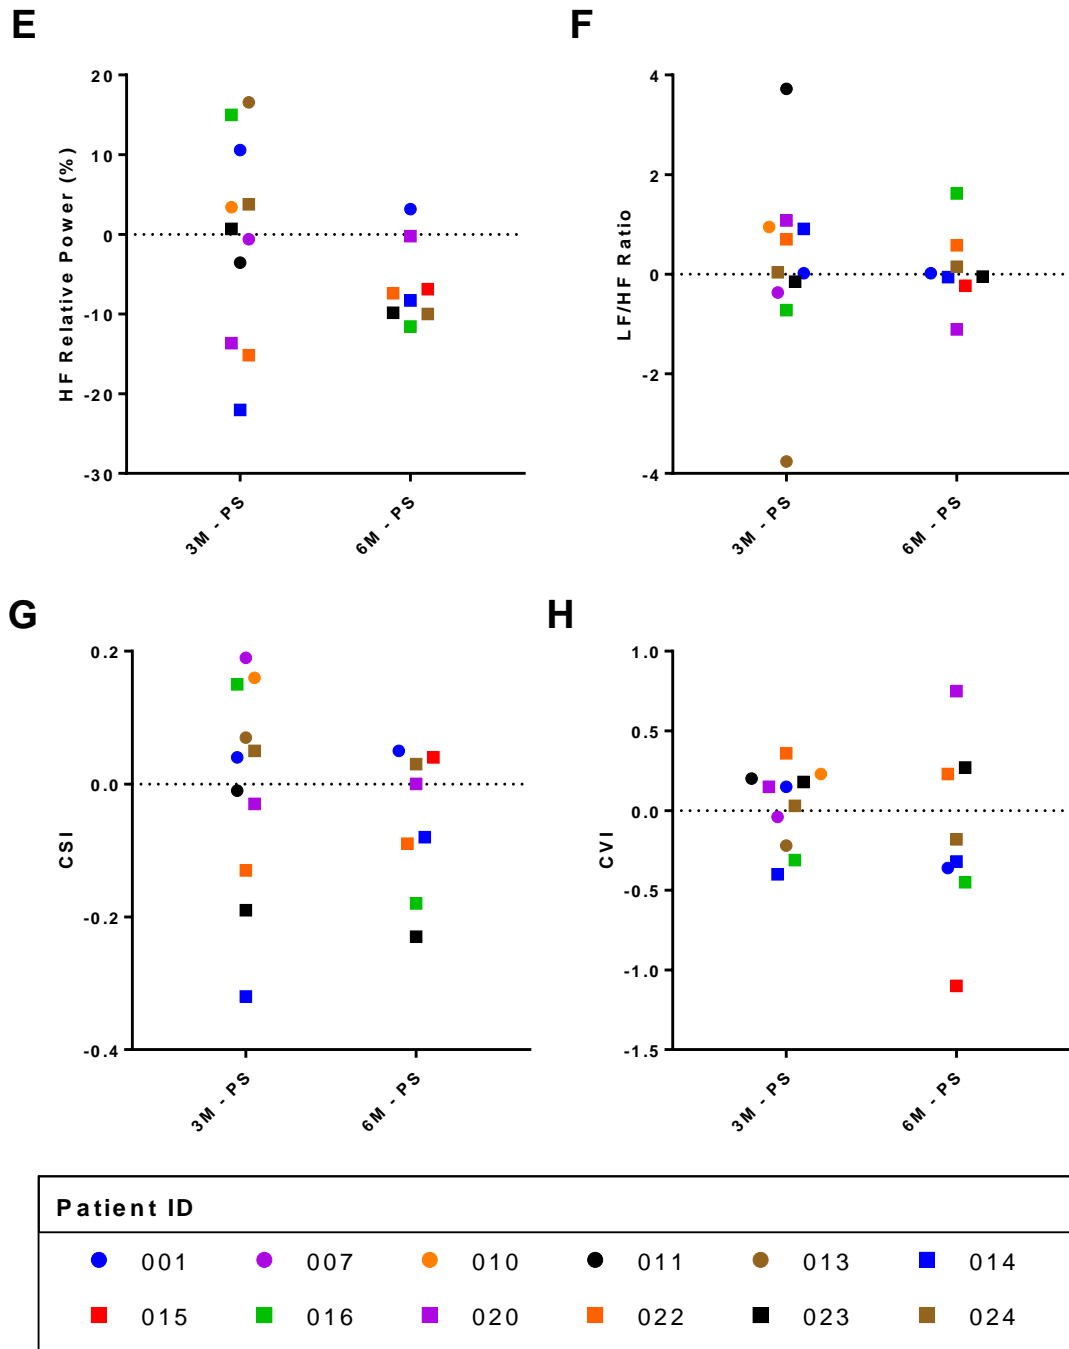 E
HF Relative Power (%)
20
10
0
-10
-20
-30
3M - PS
6M - PS
F
LF/HF Ratio
4
2
0
-2
-4
3M - PS
6M - PS
G
CSI
0.2
0.0
-0.2
-0.4
3M - PS
6M - PS
H
CVI
1.0
0.5
0.0
-0.5
-1.0
-1.5
3M - PS
6M - PS
Patient ID
001 007 010 011 013 014
015 016 020 022 023 024